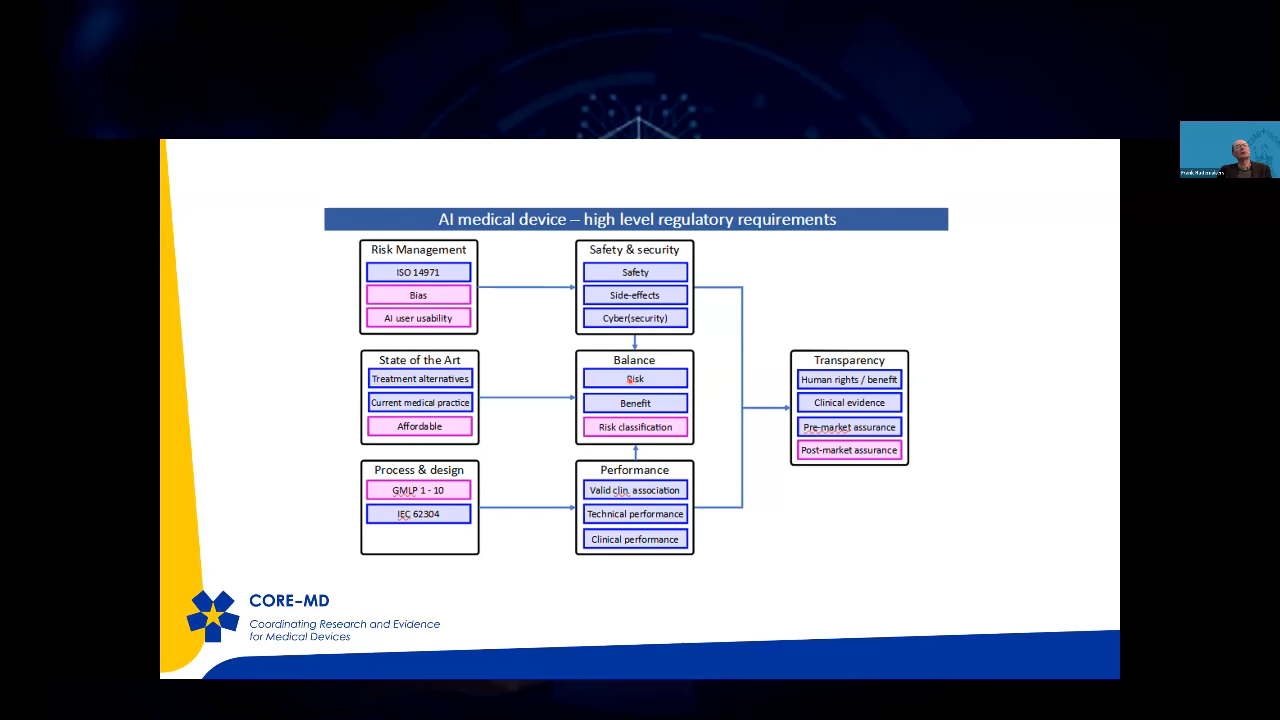 AI medical device – high level regulatory requirements
Risk Management
ISO 14971
Bias
AI user usability
Safety & security
Safety
Side-effects
Cyber(security)
State of the Art
Treatment alternatives
Current medical practice
Affordable
Balance
Risk
Benefit
Risk classification
Transparency
Human rights / benefit
Clinical evidence
Pre-market assurance
Post-market assurance
Process & design
GMLP 1 - 10
IEC 62304
Performance
Valid clin. association
Technical performance
Clinical performance
CORE–MD
Coordinating Research and Evidence
for Medical Devices
Frank Rademakers